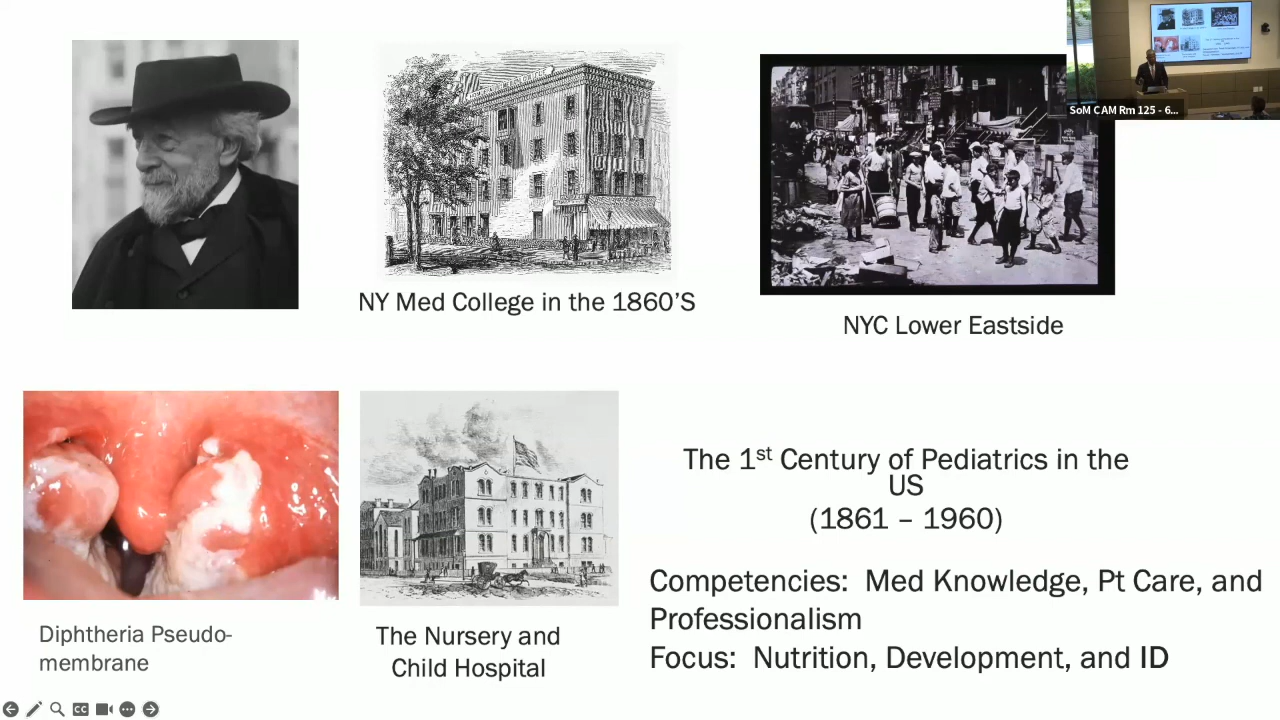 SoM CAM Rm 125 - 6...
NY Med College in the 1860'S
NYC Lower Eastside
Diphtheria Pseudo-
membrane
The Nursery and
Child Hospital
The 1st Century of Pediatrics in the
US
(1861 – 1960)
Competencies: Med Knowledge, Pt Care, and
Professionalism
Focus: Nutrition, Development, and ID
CC